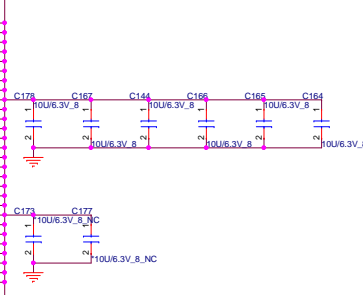 C178 C167 C144 C166 C165 C164
10U/6.3V_8 10U/6.3V_8 10U/6.3V_8
1 1 1 1 1 1
2 2 2 2 2 2
10U/6.3V_8 10U/6.3V_8 10U/6.3V_8
C173 C177
*10U/6.3V_8_NC
1 1
2 2
*10U/6.3V_8_NC